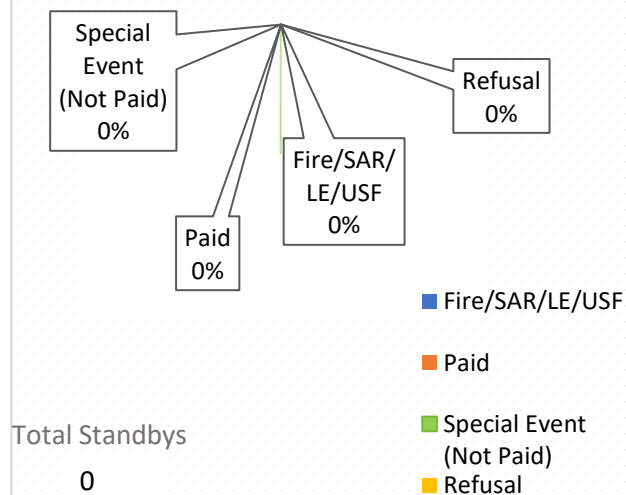 Special
Event
(Not Paid)
0%
Refusal
0%
Fire/SAR/
LE/USF
0%
Paid
0%
Fire/SAR/LE/USF
Paid
Special Event
(Not Paid)
Refusal
Total Standbys
0